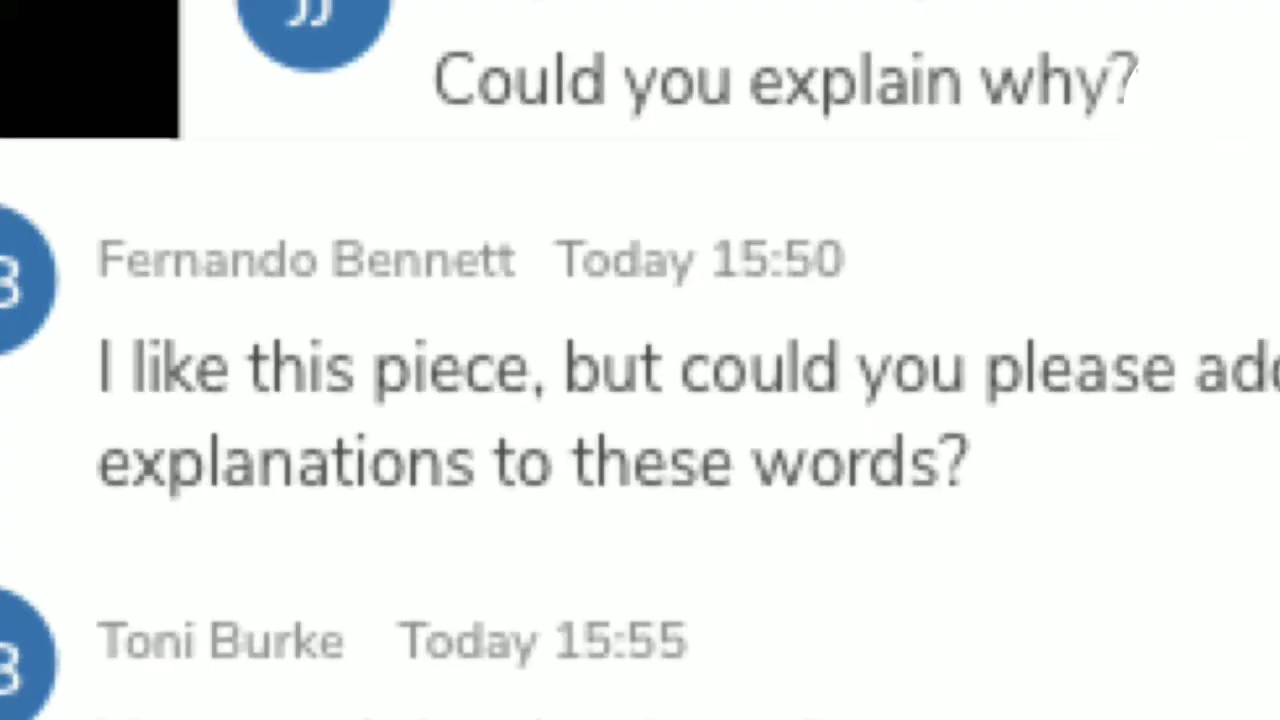 JJ
Could you explain why?
Fernando Bennett Today 15:50
I like this piece, but could you please
explanations to these words?
Toni Burke Today 15:55